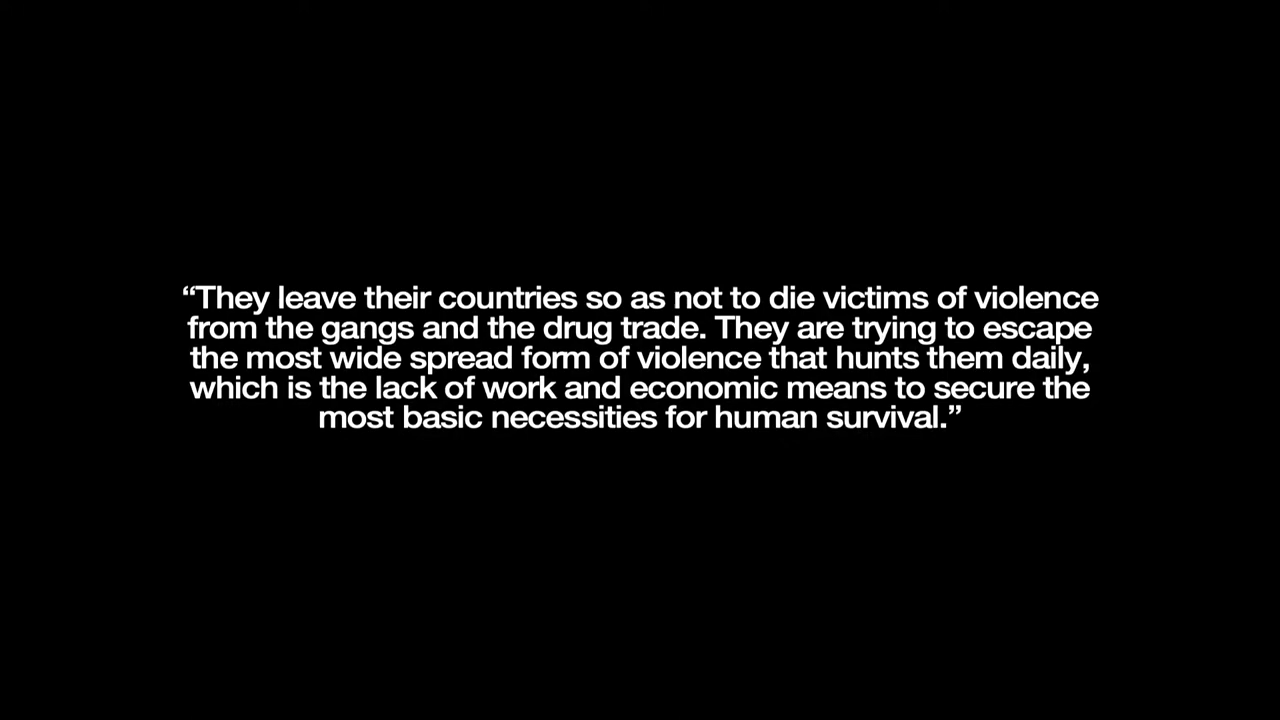 “They leave their countries so as not to die victims of violence
from the gangs and the drug trade. They are trying to escape
the most wide spread form of violence that hunts them daily,
which is the lack of work and economic means to secure the
most basic necessities for human survival.”